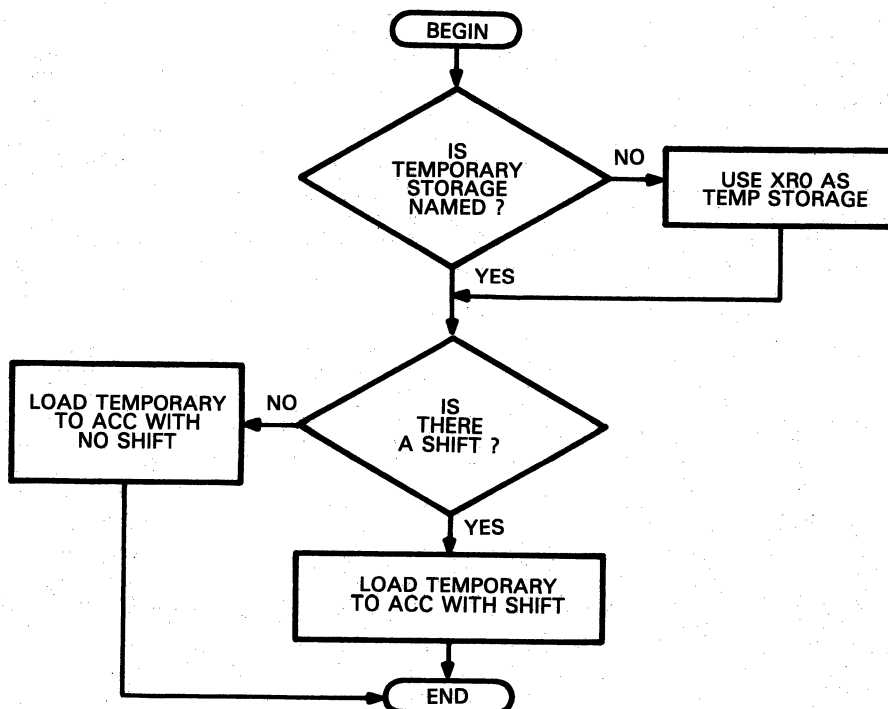 BEGIN
IS
TEMPORARY
STORAGE
NAMED ?
NO
USE XR0 AS
TEMP STORAGE
YES
IS
THERE
A SHIFT ?
NO
LOAD TEMPORARY
TO ACC WITH
NO SHIFT
YES
LOAD TEMPORARY
TO ACC WITH SHIFT
END